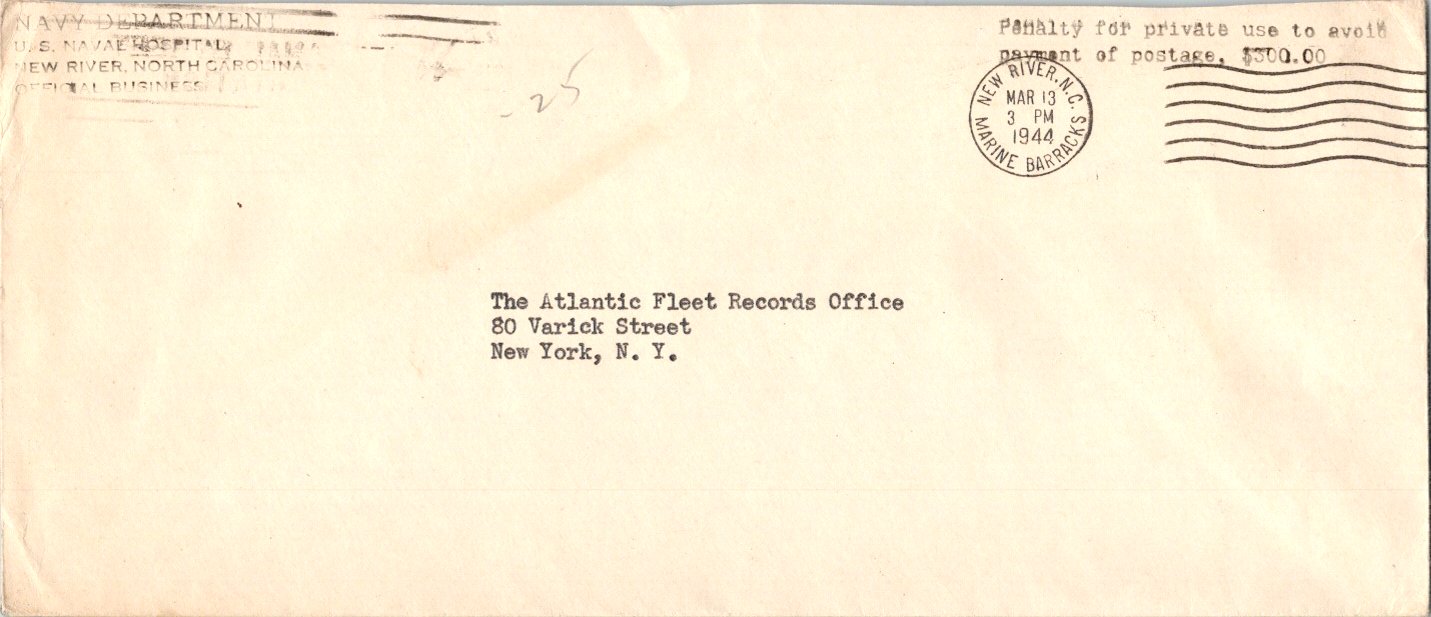 NAVY DEPARTMENT
U. S. NAVAL HOSPITAL
NEW RIVER, NORTH CAROLINA
OFFICIAL BUSINESS
25
Penalty for private use to avoid
payment of postage, $300.00
NEW RIVER, N.C.
MAR 13
3 PM
1944
MARINE BARRACKS
The Atlantic Fleet Records Office
80 Varick Street
New York, N. Y.